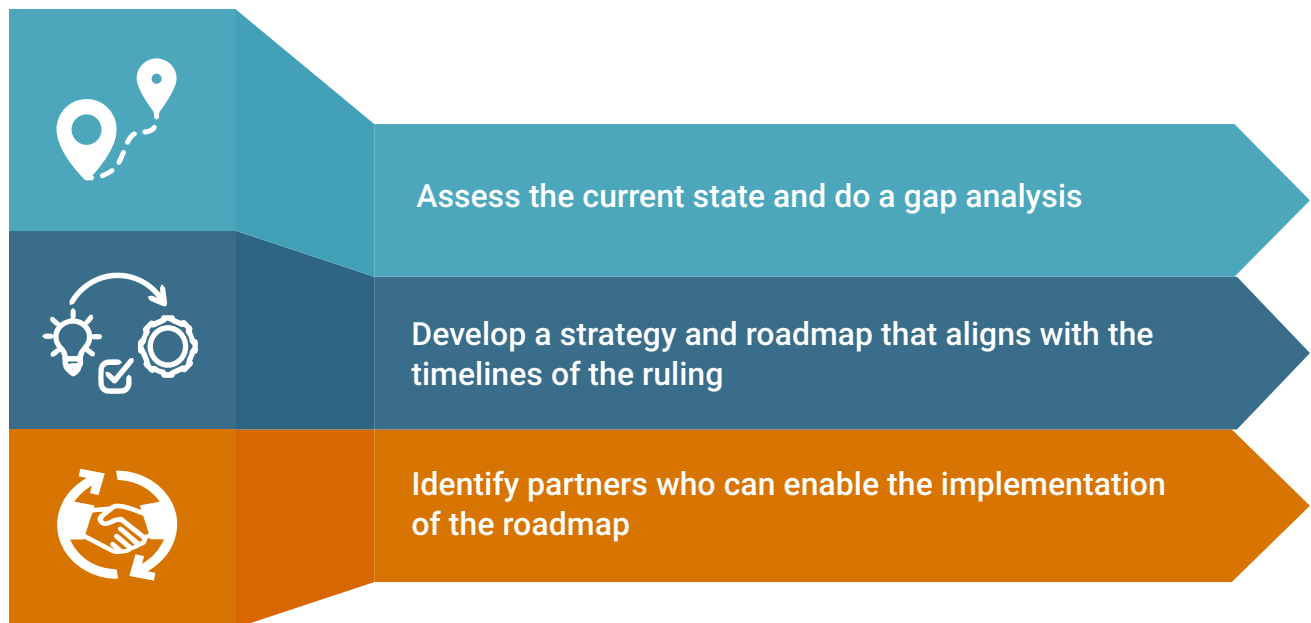 Assess the current state and do a gap analysis
Develop a strategy and roadmap that aligns with the
timelines of the ruling
Identify partners who can enable the implementation
of the roadmap